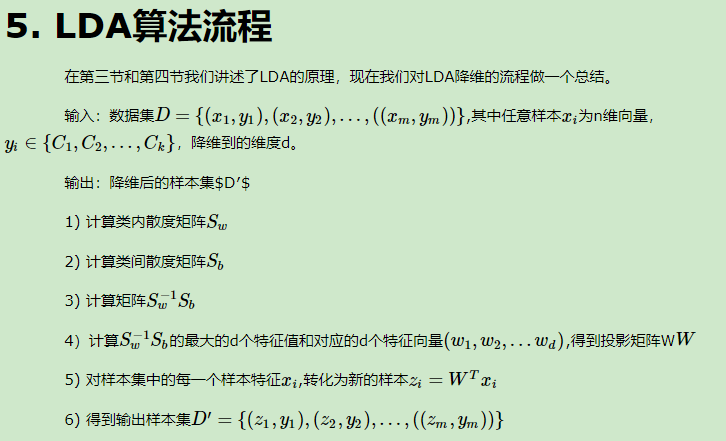 5. LDA算法流程
在第三节和第四节我们讲述了LDA的原理，现在我们对LDA降维的流程做一个总结。
输入：数据集$D = \{(x_1, y_1), (x_2, y_2), \ldots, ((x_m, y_m))\}$,其中任意样本$x_i$为n维向量，
$y_i \in \{C_1, C_2, \ldots, C_k\}$，降维到的维度d。
输出：降维后的样本集$D′$
1) 计算类内散度矩阵$S_w$
2) 计算类间散度矩阵$S_b$
3) 计算矩阵$S_w^{-1}S_b$
4）计算$S_w^{-1}S_b$的最大的d个特征值和对应的d个特征向量$(w_1, w_2, \ldots w_d)$,得到投影矩阵W$W$
5) 对样本集中的每一个样本特征$x_i$,转化为新的样本$z_i = W^T x_i$
6) 得到输出样本集$D' = \{(z_1, y_1), (z_2, y_2), \ldots, ((z_m, y_m))\}$